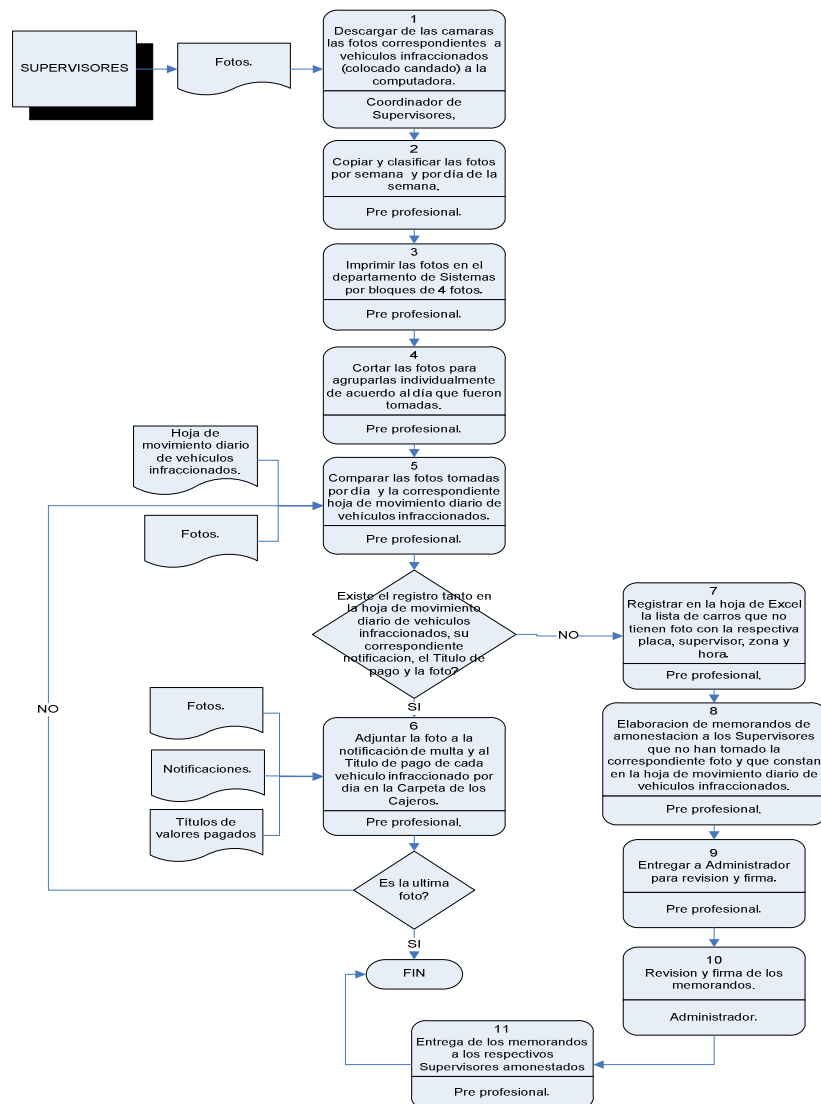 SUPERVISORES
Fotos.
1
Descargar de las camaras
las fotos correspondientes a
vehiculos infraccionados
(colocado candado) a la
computadora.
Coordinador de
Supervisores,
2
Copiar y clasificar las fotos
por semana y por día de la
semana.
Pre profesional.
3
Imprimir las fotos en el
departamento de Sistemas
por bloques de 4 fotos.
Pre profesional.
4
Cortar las fotos para
agruparlas individualmente
de acuerdo al día que fueron
tomadas.
Pre profesional.
Hoja de
movimiento diario
de vehículos
infraccionados.
Fotos.
5
Comparar las fotos tomadas
por día y la correspondiente
hoja de movimiento diario de
vehículos infraccionados.
Pre profesional.
Existe el registro tanto en
la hoja de movimiento
diario de vehiculos
infraccionados, su
correspondiente
notificacion, el Titulo de
pago y la foto?
NO
SI
7
Registrar en la hoja de Excel
la lista de carros que no
tienen foto con la respectiva
placa, supervisor, zona y
hora.
Pre profesional.
NO
Fotos.
Notificaciones.
Títulos de
valores pagados
6
Adjuntar la foto a la
notificación de multa y al
Titulo de pago de cada
vehiculo infraccionado por
dia en la Carpeta de los
Cajeros.
Pre profesional.
8
Elaboracion de memorandos de
amonestacion a los Supervisores
que no han tomado la
correspondiente foto y que constan
en la hoja de movimiento diario de
vehiculos infraccionados.
Pre profesional.
Es la ultima
foto?
SI
FIN
9
Entregar a Administrador
para revision y firma.
Pre profesional.
10
Revision y firma de los
memorandos.
Administrador.
11
Entrega de los memorandos
a los respectivos
Supervisores amonestados
Pre profesional.